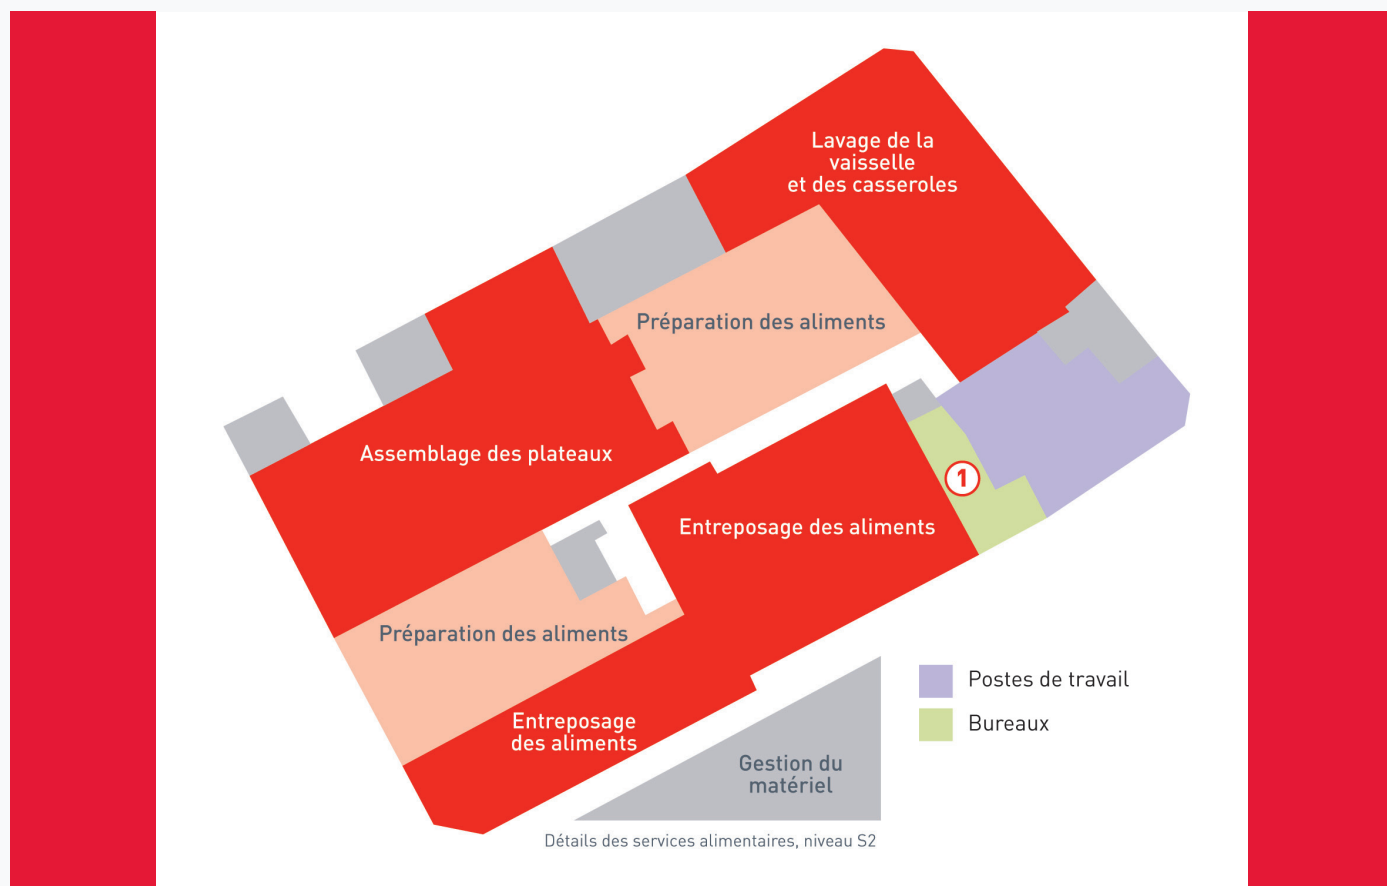 Lavage de la
vaisselle
et des casseroles
Préparation des aliments
Assemblage des plateaux
1
Entreposage des aliments
Préparation des aliments
Postes de travail
Bureaux
Entreposage
des aliments
Gestion du
matériel
Détails des services alimentaires, niveau S2